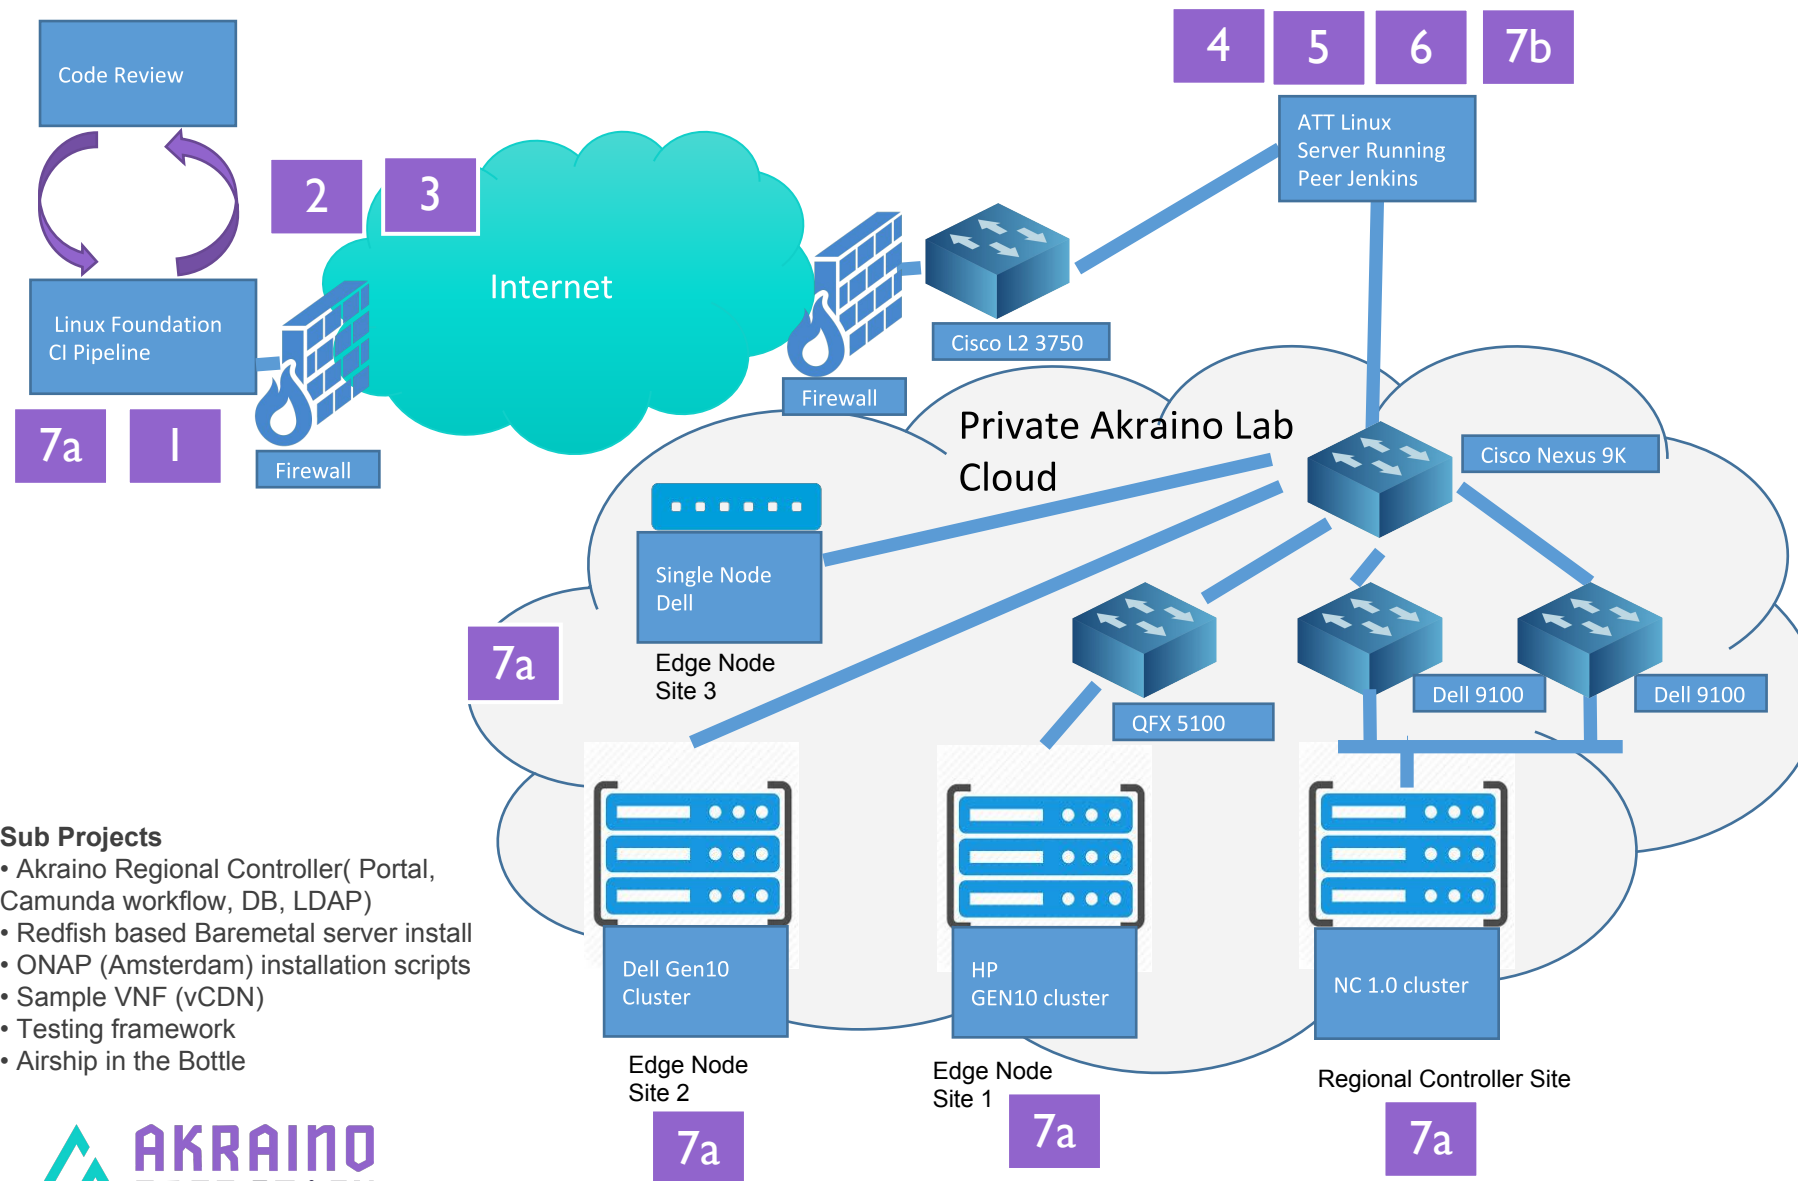 4 5 6 7b
Code Review
ATT Linux
Server Running
Peer Jenkins
2 3
Internet
Linux Foundation
CI Pipeline
Cisco L2 3750
Firewall
7a 1
Firewall
Private Akraino Lab
Cloud
Cisco Nexus 9K
Single Node
Dell
7a
Edge Node
Site 3
Dell 9100
Dell 9100
QFX 5100
Sub Projects
• Akraino Regional Controller( Portal,
Camunda workflow, DB, LDAP)
• Redfish based Baremetal server install
• ONAP (Amsterdam) installation scripts
• Sample VNF (vCDN)
• Testing framework
• Airship in the Bottle
Dell Gen10
Cluster
HP
GEN10 cluster
NC 1.0 cluster
Edge Node
Site 2
Edge Node
Site 1
Regional Controller Site
7a
7a
7a
AKRAINO